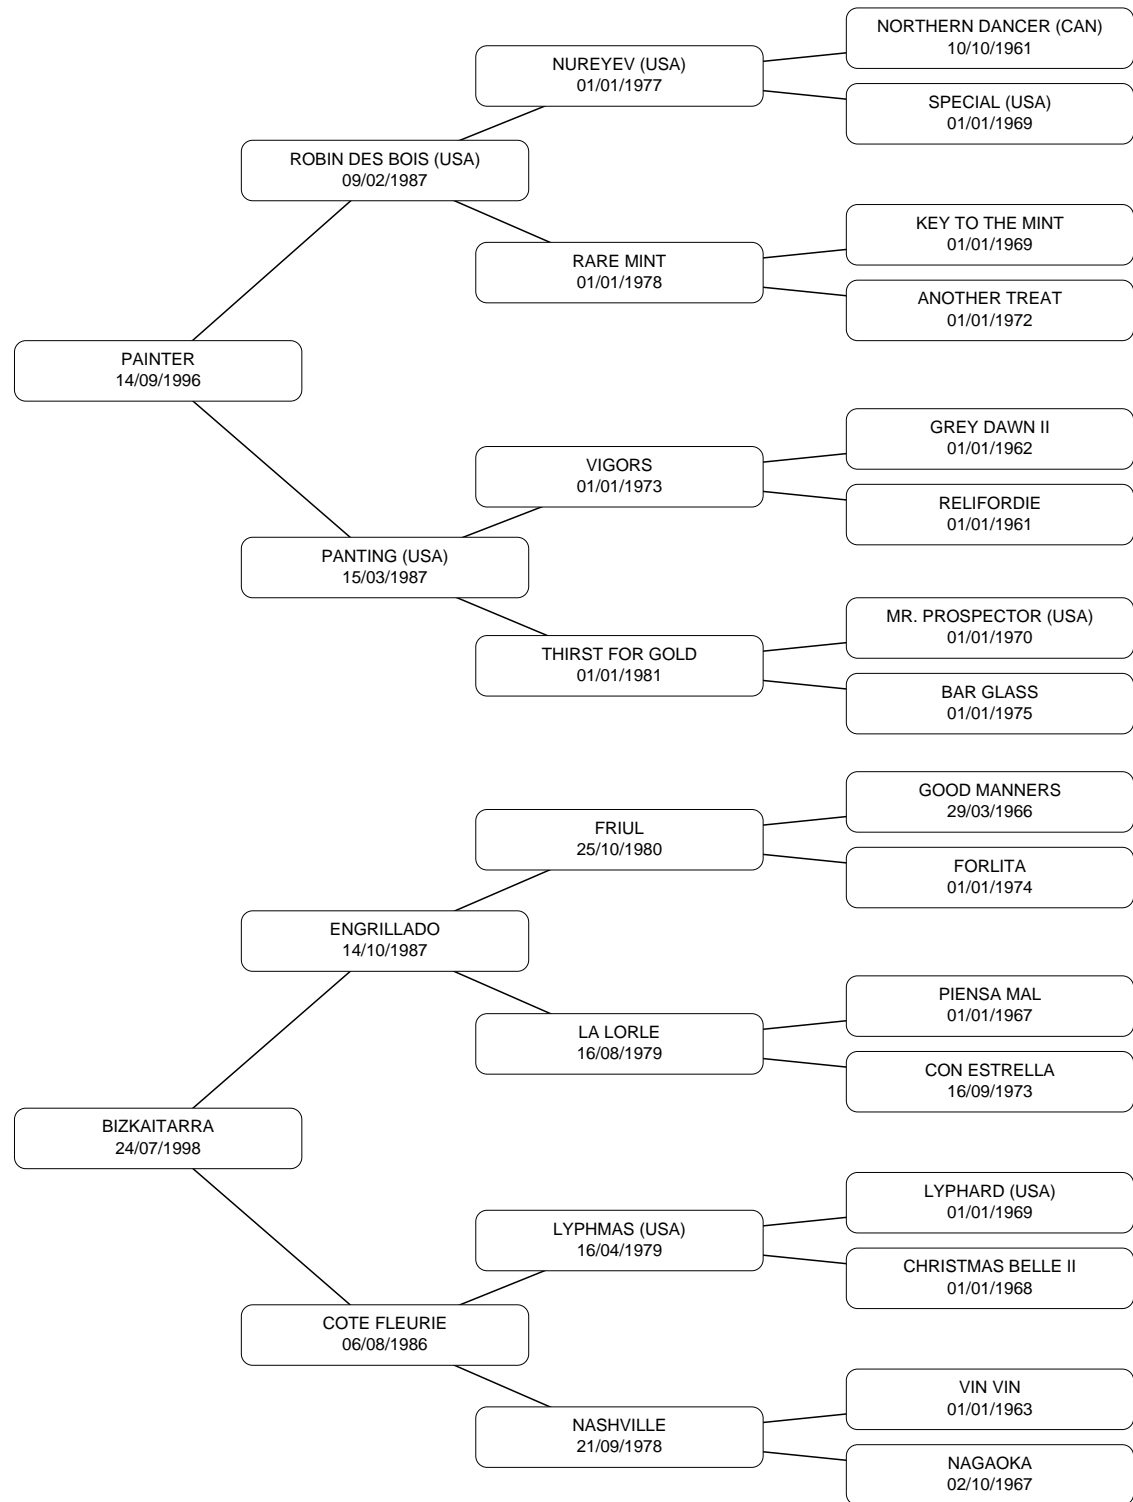 NORTHERN DANCER (CAN)
10/10/1961
NUREYEV (USA)
01/01/1977
SPECIAL (USA)
01/01/1969
ROBIN DES BOIS (USA)
09/02/1987
KEY TO THE MINT
01/01/1969
RARE MINT
01/01/1978
ANOTHER TREAT
01/01/1972
PAINTER
14/09/1996
GREY DAWN II
01/01/1962
VIGORS
01/01/1973
RELIFORDIE
01/01/1961
PANTING (USA)
15/03/1987
MR. PROSPECTOR (USA)
01/01/1970
THIRST FOR GOLD
01/01/1981
BAR GLASS
01/01/1975
GOOD MANNERS
29/03/1966
FRIUL
25/10/1980
FORLITA
01/01/1974
ENGRILLADO
14/10/1987
PIENSA MAL
01/01/1967
LA LORLE
16/08/1979
CON ESTRELLA
16/09/1973
BIZKAITARRA
24/07/1998
LYPHARD (USA)
01/01/1969
LYPHMAS (USA)
16/04/1979
CHRISTMAS BELLE II
01/01/1968
COTE FLEURIE
06/08/1986
VIN VIN
01/01/1963
NASHVILLE
21/09/1978
NAGAOKA
02/10/1967